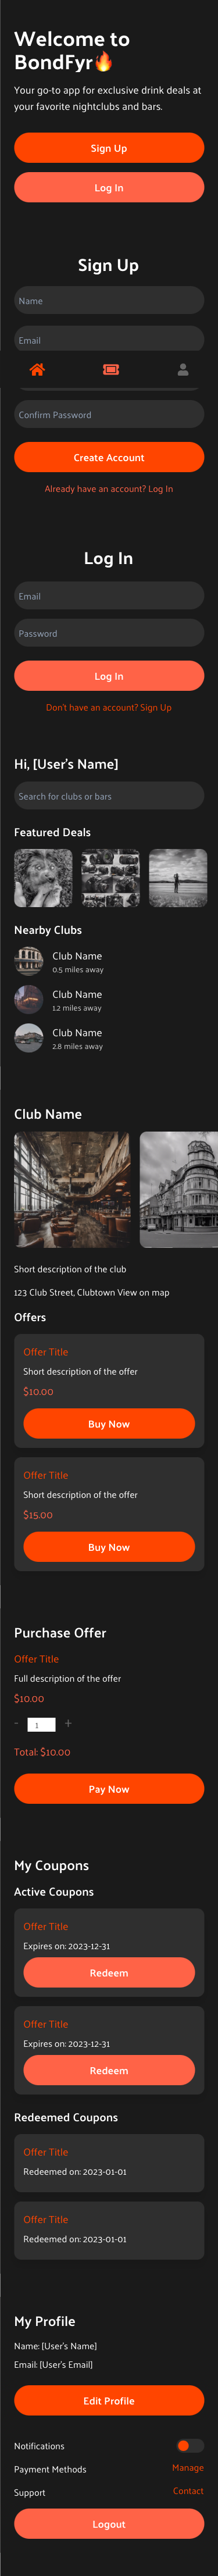 Welcome to
BondFyr🔥
Your go-to app for exclusive drink deals at
your favorite nightclubs and bars.
Sign Up
Log In
Sign Up
Name
Email
Confirm Password
Create Account
Already have an account? Log In
Log In
Email
Password
Log In
Don't have an account? Sign Up
Hi, [User's Name]
Search for clubs or bars
Featured Deals
Nearby Clubs
Club Name
0.5 miles away
Club Name
1.2 miles away
Club Name
2.8 miles away
Club Name
Short description of the club
123 Club Street, Clubtown View on map
Offers
Offer Title
Short description of the offer
$10.00
Buy Now
Offer Title
Short description of the offer
$15.00
Buy Now
Purchase Offer
Offer Title
Full description of the offer
$10.00
- 1 +
Total: $10.00
Pay Now
My Coupons
Active Coupons
Offer Title
Expires on: 2023-12-31
Redeem
Offer Title
Expires on: 2023-12-31
Redeem
Redeemed Coupons
Offer Title
Redeemed on: 2023-01-01
Offer Title
Redeemed on: 2023-01-01
My Profile
Name: [User's Name]
Email: [User's Email]
Edit Profile
Notifications
Payment Methods Manage
Support Contact
Logout